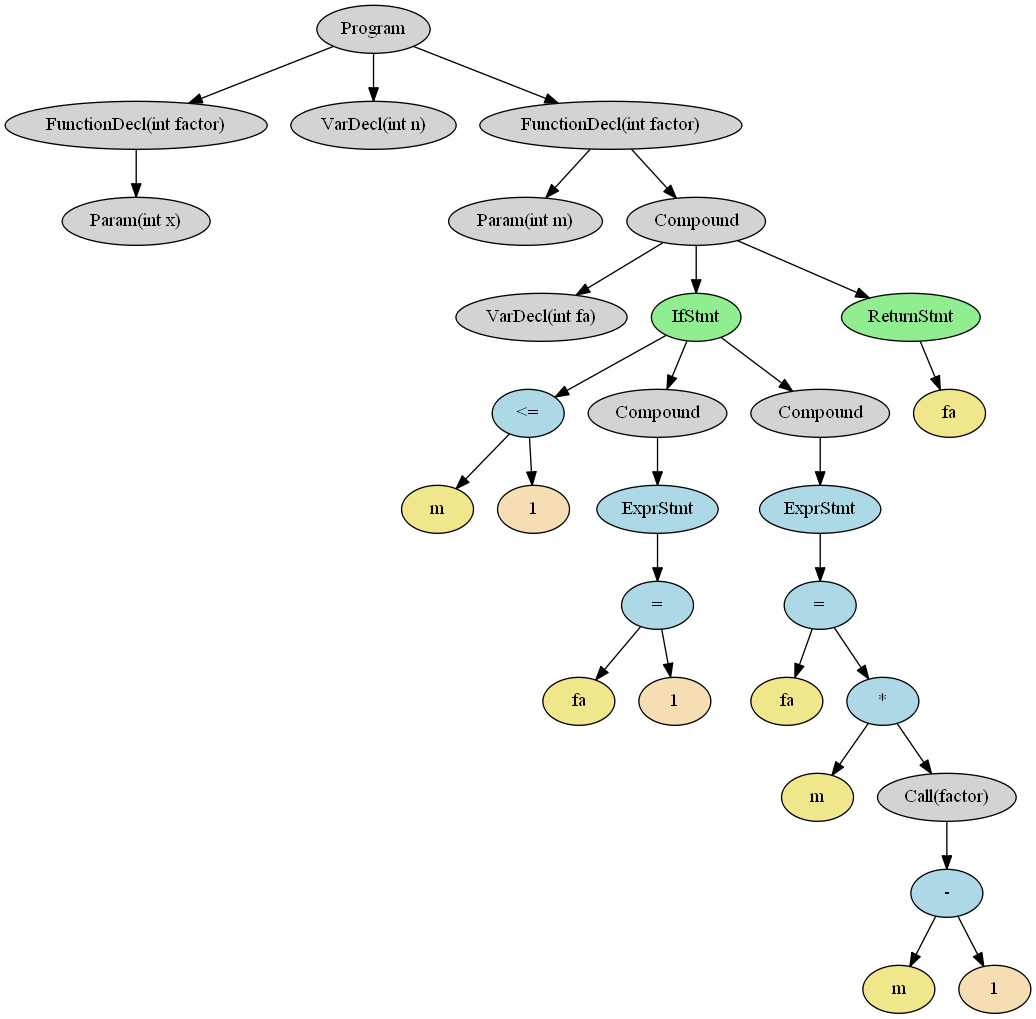 Program
FunctionDecl(int factor)
VarDecl(int n)
FunctionDecl(int factor)
Param(int x)
Param(int m)
Compound
VarDecl(int fa)
IfStmt
ReturnStmt
<=
Compound
Compound
fa
m
1
ExprStmt
ExprStmt
=
=
fa
1
fa
*
m
Call(factor)
-
m
1